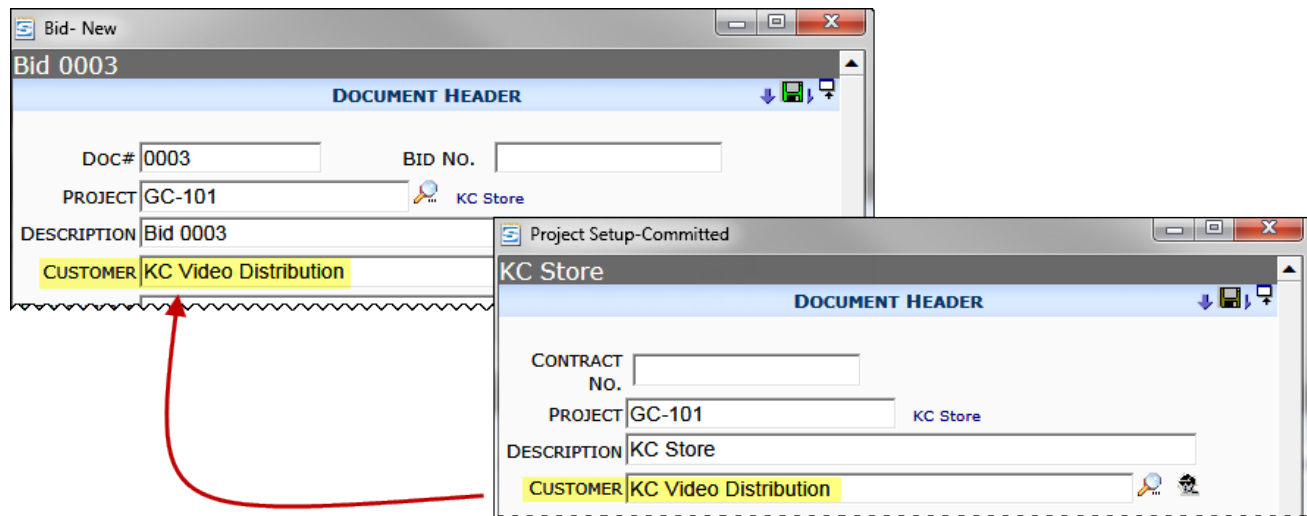 Bid- New
Bid 0003
DOCUMENT HEADER
DOC# 0003 BID NO.
PROJECT GC-101 KC Store
DESCRIPTION Bid 0003
CUSTOMER KC Video Distribution
Project Setup-Committed
KC Store
DOCUMENT HEADER
CONTRACT
NO.
PROJECT GC-101 KC Store
DESCRIPTION KC Store
CUSTOMER KC Video Distribution